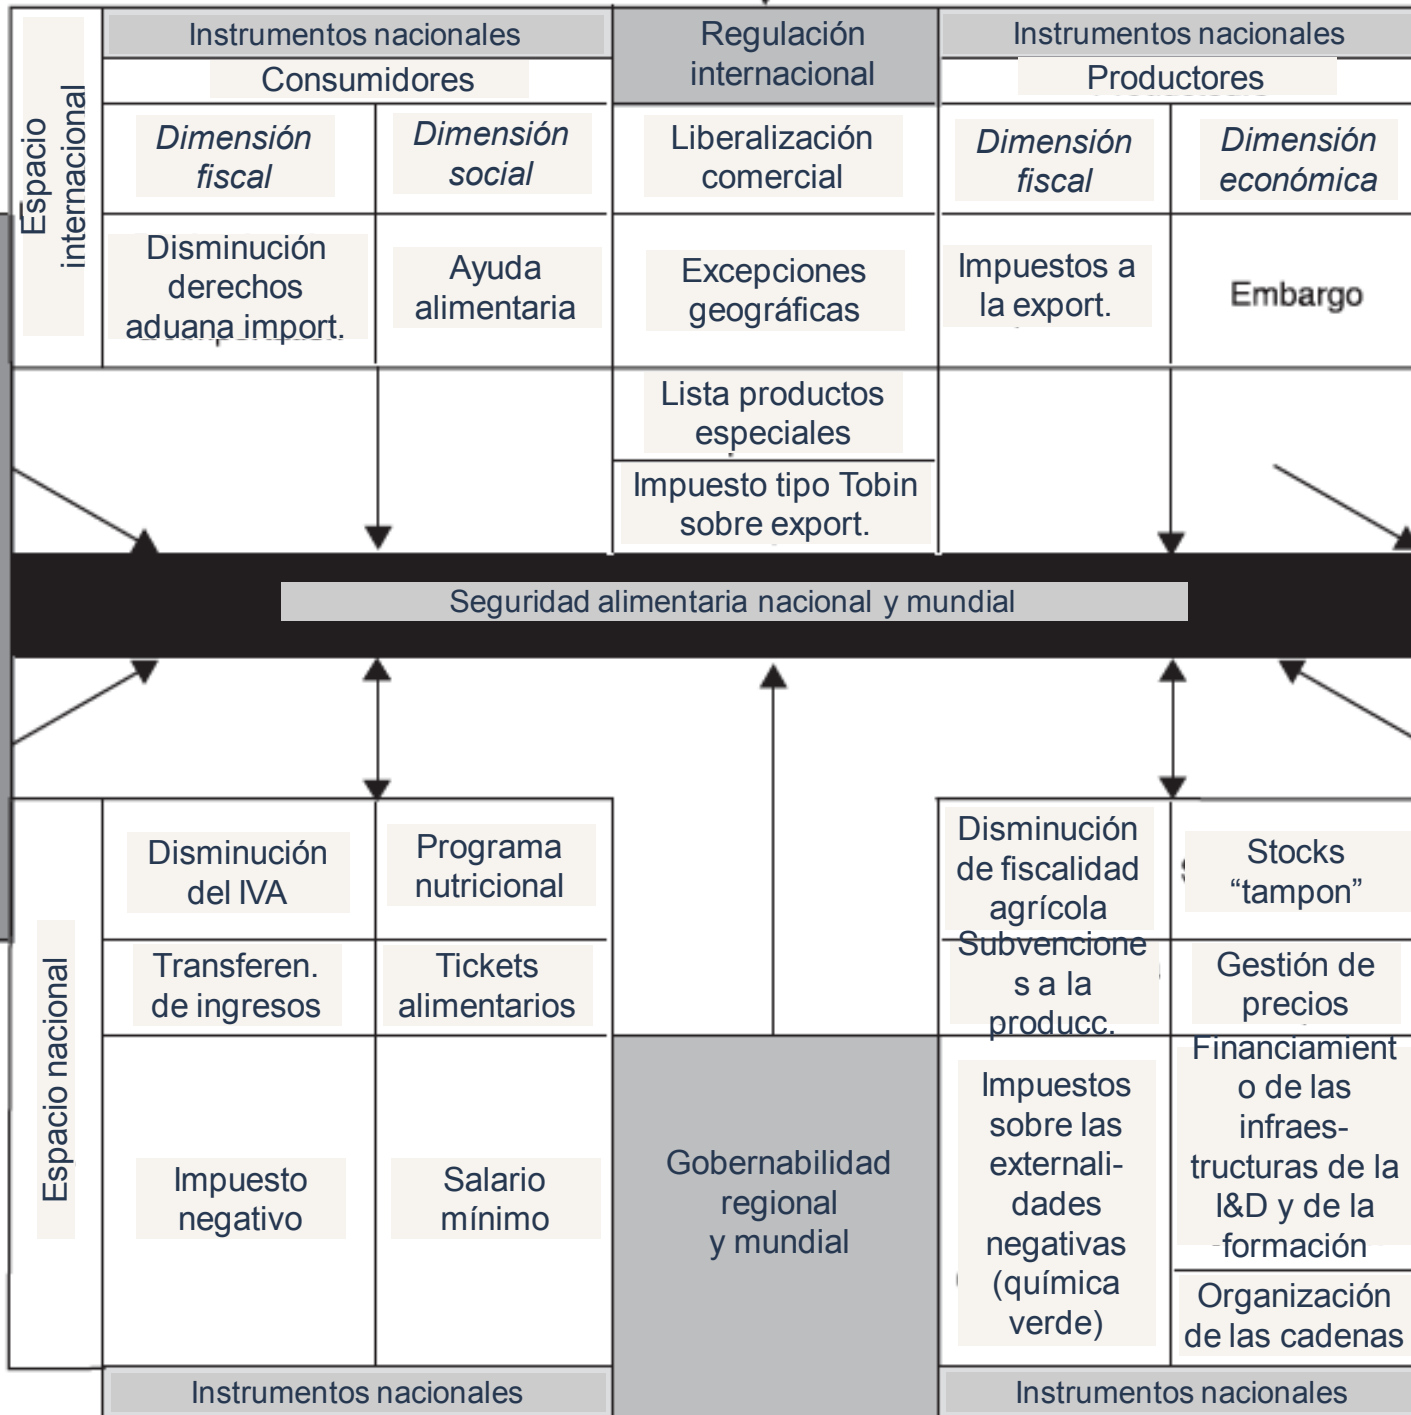 Instrumentos nacionales
Consumidores
Regulación
internacional
Instrumentos nacionales
Productores
Espacio
internacional
Dimensión
fiscal
Dimensión
social
Liberalización
comercial
Dimensión
fiscal
Dimensión
económica
Disminución
derechos
aduana import.
Ayuda
alimentaria
Excepciones
geográficas
Impuestos a
la export.
Embargo
Lista productos
especiales
Impuesto tipo Tobin
sobre export.
Seguridad alimentaria nacional y mundial
Espacio nacional
Disminución
del IVA
Programa
nutricional
Disminución
de fiscalidad
agrícola
Stocks
“tampon”
Transferen.
de ingresos
Tickets
alimentarios
Subvencione
s a la
producc.
Gestión de
precios
Impuesto
negativo
Salario
mínimo
Gobernabilidad
regional
y mundial
Impuestos
sobre las
externali-
dades
negativas
(química
verde)
Financiamient
o de las
infraes-
tructuras de la
I&D y de la
formación
Organización
de las cadenas
Instrumentos nacionales
Instrumentos nacionales